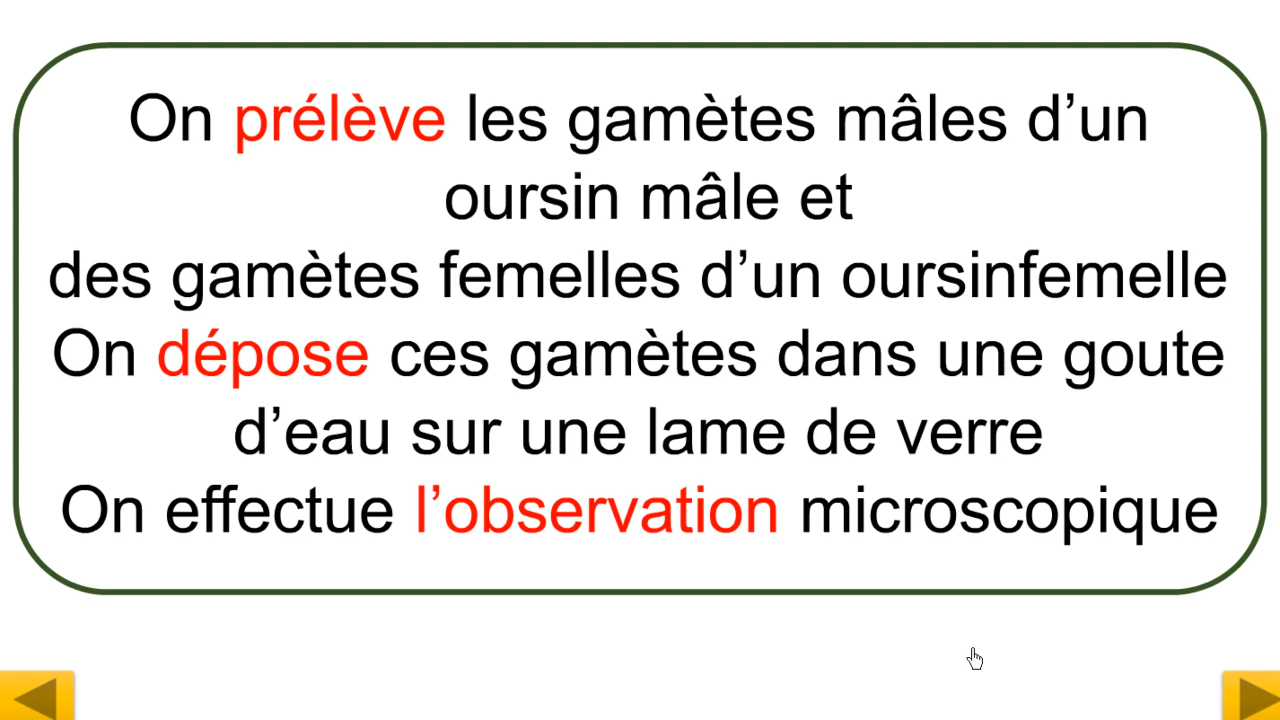 On prélève les gamètes mâles d’un
oursin mâle et
des gamètes femelles d’un oursinfemelle
On dépose ces gamètes dans une goute
d’eau sur une lame de verre
On effectue l’observation microscopique